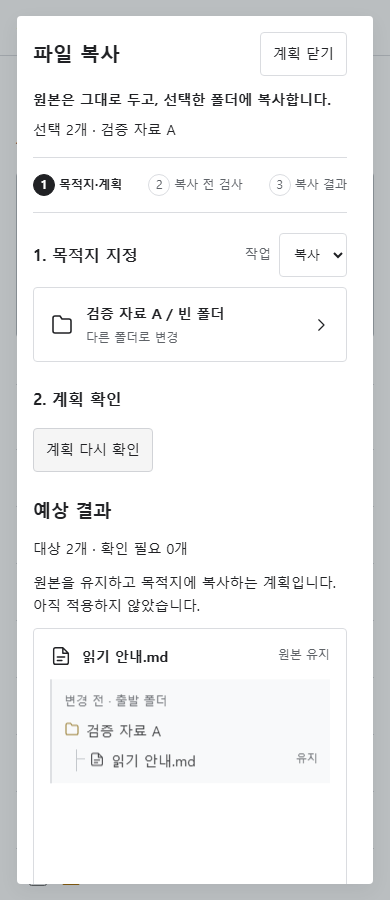 파일 복사
계획 닫기
원본은 그대로 두고, 선택한 폴더에 복사합니다.
선택 2개 · 검증 자료 A
1 목적지·계획
2 복사 전 검사
3 복사 결과
1. 목적지 지정
작업
복사
검증 자료 A / 빈 폴더
다른 폴더로 변경
2. 계획 확인
계획 다시 확인
예상 결과
대상 2개 · 확인 필요 0개
원본을 유지하고 목적지에 복사하는 계획입니다.
아직 적용하지 않았습니다.
읽기 안내.md
원본 유지
변경 전 · 출발 폴더
검증 자료 A
읽기 안내.md
유지